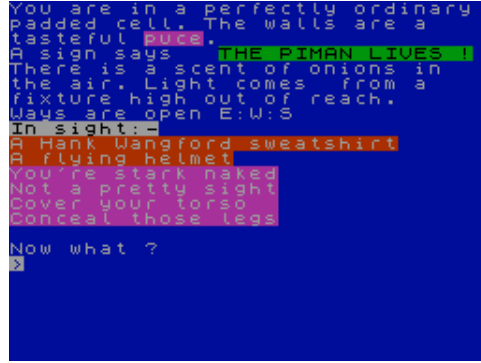 You are in a perfectly ordinary
padded cell. The walls are a
tasteful puce.
A sign says THE PIMAN LIVES !
There is a scent of onions in
the air. Light comes from a
fixture high out of reach.
Ways are open E:W:S
In sight:-
A Hank Wangford sweatshirt
A flying helmet
You're stark naked
Not a pretty sight
Cover your torso
Conceal those legs
Now what ?
>